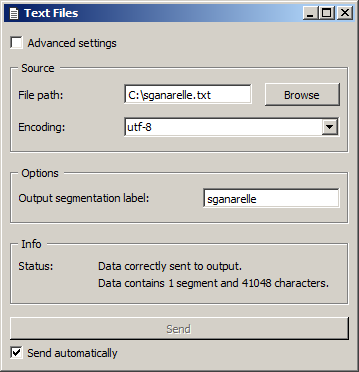 Text Files
Advanced settings
Source
File path: C:\sganarelle.txt Browse
Encoding: utf-8
Options
Output segmentation label: sganarelle
Info
Status: Data correctly sent to output.
Data contains 1 segment and 41048 characters.
Send
Send automatically